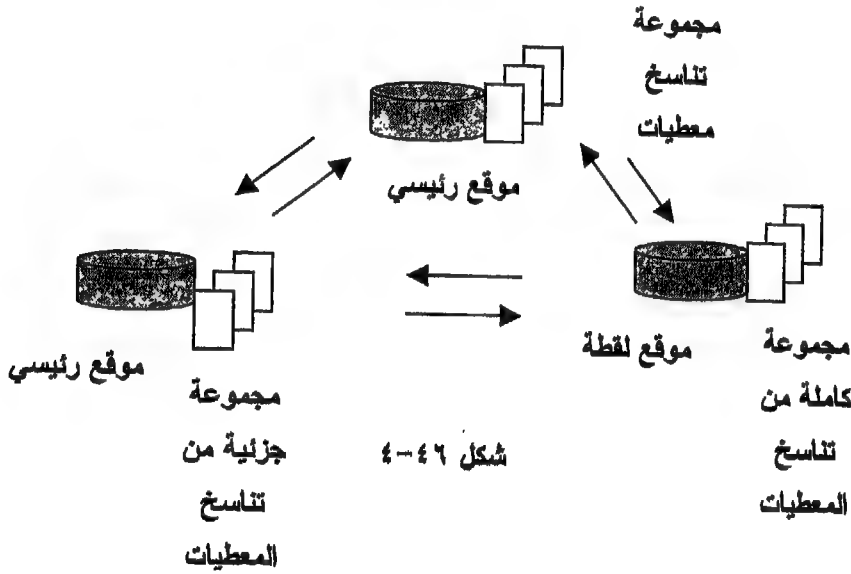 مجموعة
تناسخ
معطيات
موقع رئيسي
موقع لقطة
مجموعة
كاملة من
تناسخ
المعطيات
موقع رئيسي
مجموعة
جزئية من
تناسخ
المعطيات
شكل ٤٦-٤